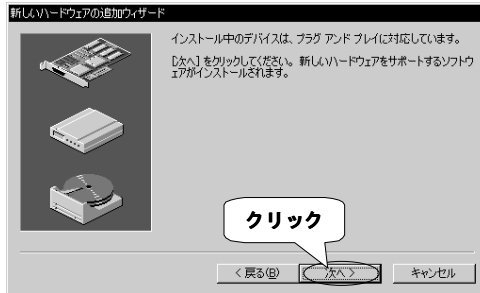 新しいハードウェアの追加ウィザード
インストール中のデバイスは、プラグ アンド プレイに対応しています。
[次へ] をクリックしてください。新しいハードウェアをサポートするソフトウ
ェアがインストールされます。
クリック
< 戻る(B)
次へ >
キャンセル